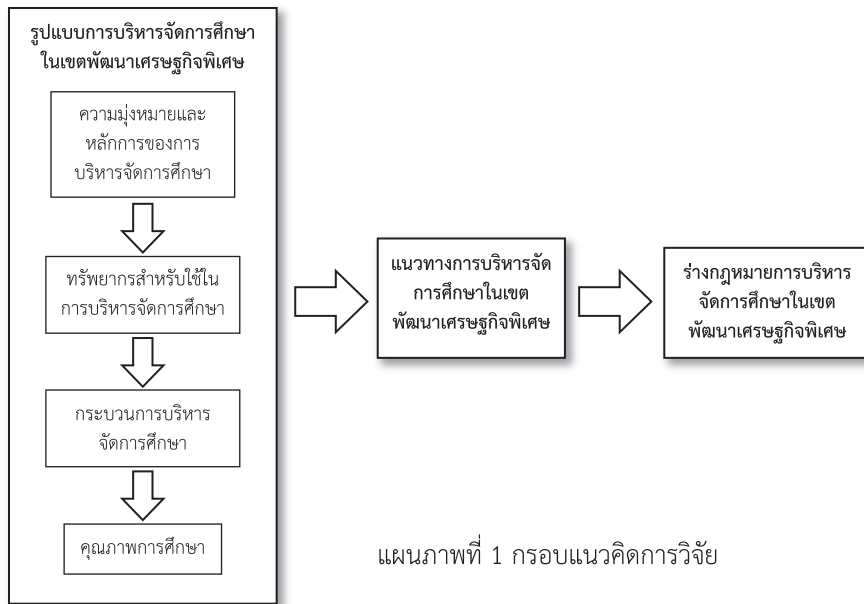 รูปแบบการบริหารจัดการศึกษา
ในเขตพัฒนาเศรษฐกิจพิเศษ
ความมุ่งหมายและ
หลักการของการ
บริหารจัดการศึกษา
ทรัพยากรสำหรับใช้ใน
การบริหารจัดการศึกษา
กระบวนการบริหาร
จัดการศึกษา
คุณภาพการศึกษา
แนวทางการบริหารจัด
การศึกษาในเขต
พัฒนาเศรษฐกิจพิเศษ
ร่างกฎหมายการบริหาร
จัดการศึกษาในเขต
พัฒนาเศรษฐกิจพิเศษ
แผนภาพที่ 1 กรอบแนวคิดการวิจัย